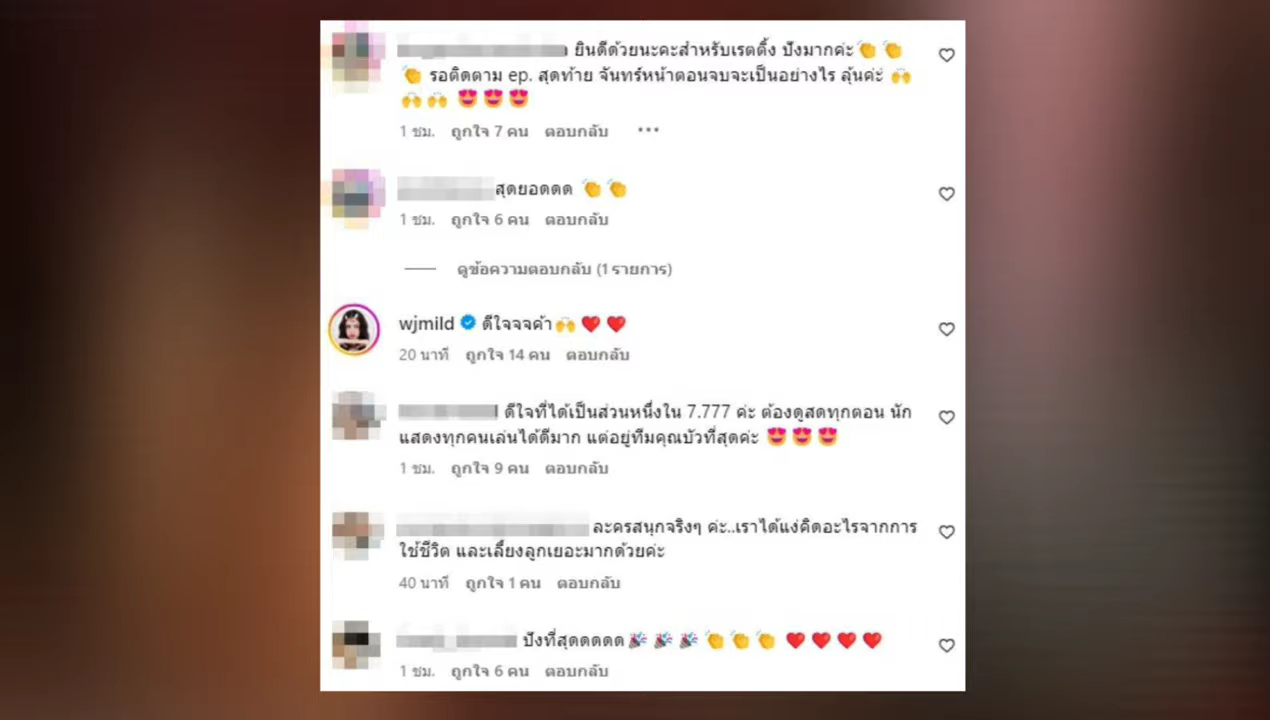 ยินดีด้วยนะคะสำหรับเรตติ้ง ปังมากค่ะ👏👏
👏 รอติดตาม ep. สุดท้าย จันทร์หน้าตอนจบจะเป็นอย่างไร ลุ้นค่ะ 🙌
🙌🙌 😍😍😍
1 ชม. ถูกใจ 7 คน ตอบกลับ ...
สุดยอดดด 👏👏
1 ชม. ถูกใจ 6 คน ตอบกลับ
ดูข้อความตอบกลับ (1 รายการ)
wjmild ดีใจจจค้า🙌❤️❤️
20 นาที ถูกใจ 14 คน ตอบกลับ
ดีใจที่ได้เป็นส่วนหนึ่งใน 7.777 ค่ะ ต้องดูสดทุกตอน นัก
แสดงทุกคนเล่นได้ดีมาก แต่อยู่ทีมคุณบัวที่สุดค่ะ 😍😍😍
1 ชม. ถูกใจ 9 คน ตอบกลับ
ละครสนุกจริงๆ ค่ะ..เราได้แง่คิดอะไรจากการ
ใช้ชีวิต และเลี้ยงลูกเยอะมากด้วยค่ะ
40 นาที ถูกใจ 1 คน ตอบกลับ
ปังที่สุดดดดด🎉🎉🎉👏👏👏 ❤️❤️❤️❤️
1 ชม. ถูกใจ 6 คน ตอบกลับ